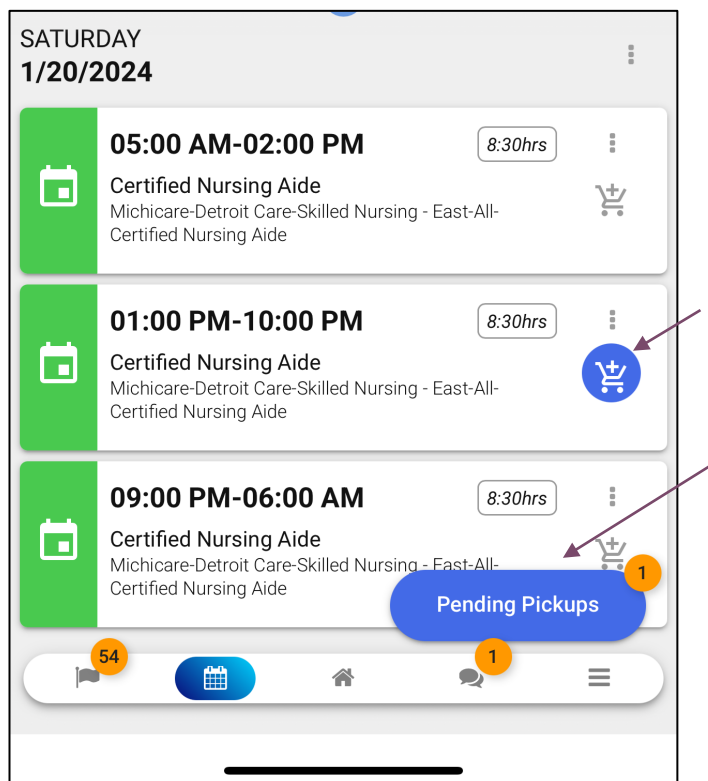 SATURDAY
1/20/2024
05:00 AM-02:00 PM
8:30hrs
Certified Nursing Aide
Michicare-Detroit Care-Skilled Nursing - East-All-
Certified Nursing Aide
01:00 PM-10:00 PM
8:30hrs
Certified Nursing Aide
Michicare-Detroit Care-Skilled Nursing - East-All-
Certified Nursing Aide
09:00 PM-06:00 AM
8:30hrs
Certified Nursing Aide
Michicare-Detroit Care-Skilled Nursing - East-All-
Certified Nursing Aide
1
Pending Pickups
54
1